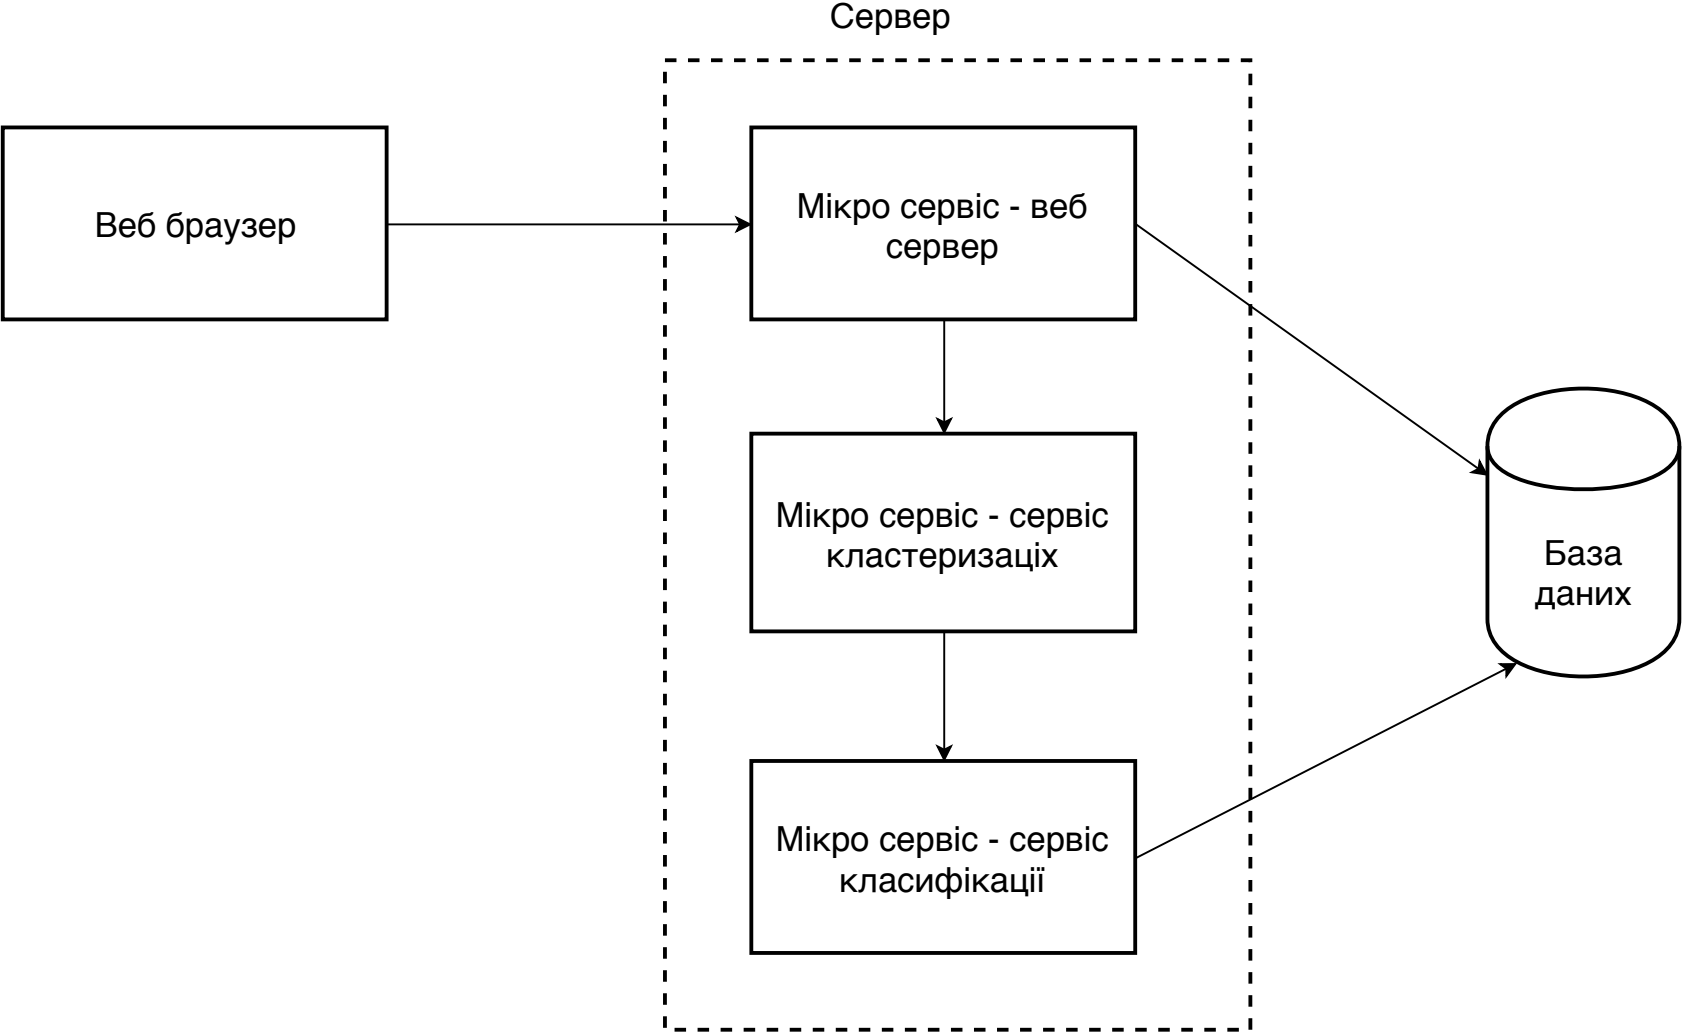 Сервер
Веб браузер
Мікро сервіс - веб
сервер
Мікро сервіс - сервіс
кластеризаціх
База
даних
Мікро сервіс - сервіс
класифікації